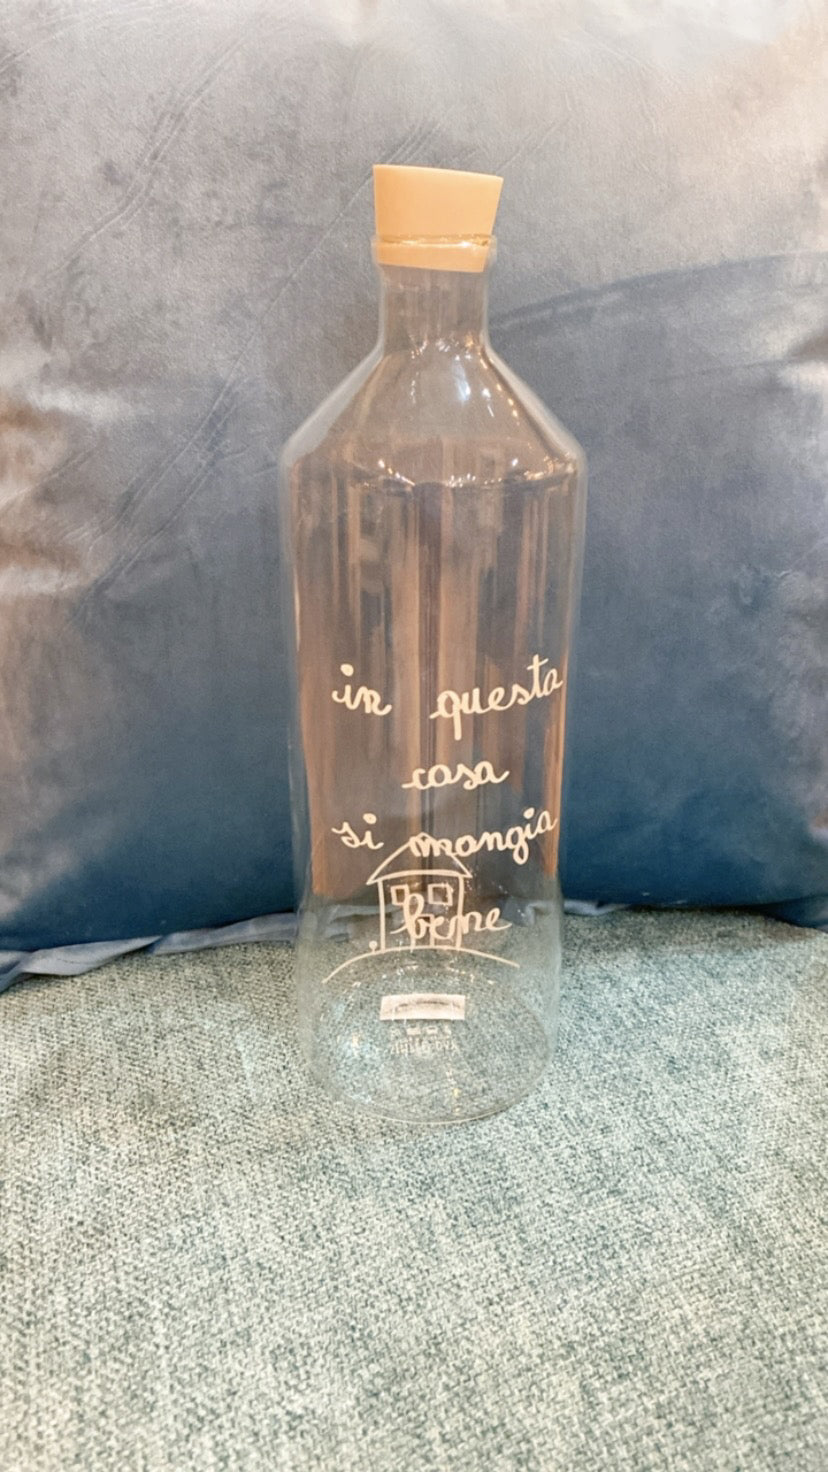 in questa
casa
si mangia
bene